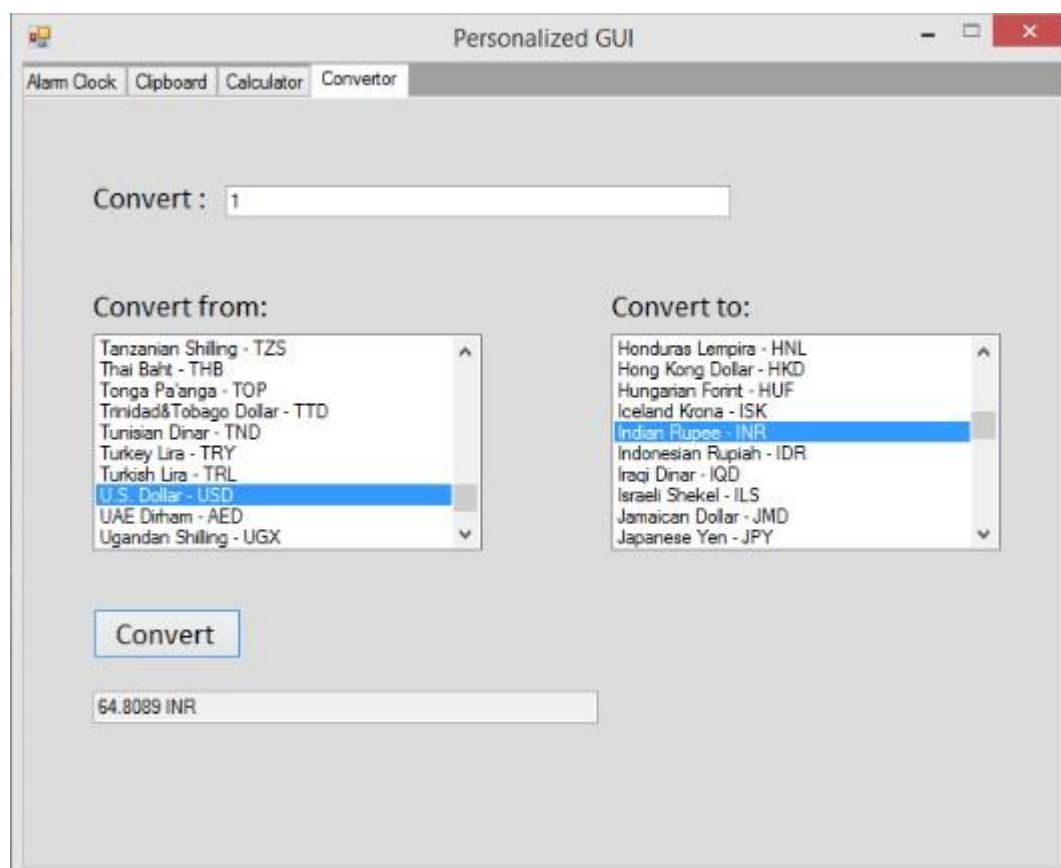 Personalized GUI
Alarm Clock Clipboard Calculator Convertor
Convert : 1
Convert from:
Tanzanian Shilling - TZS
Thai Baht - THB
Tonga Pa'anga - TOP
Trinidad&Tobago Dollar - TTD
Tunisian Dinar - TND
Turkey Lira - TRY
Turkish Lira - TRL
U.S. Dollar - USD
UAE Dirham - AED
Ugandan Shilling - UGX
Convert to:
Honduras Lempira - HNL
Hong Kong Dollar - HKD
Hungarian Forint - HUF
Iceland Krona - ISK
Indian Rupee - INR
Indonesian Rupiah - IDR
Iraqi Dinar - IQD
Israeli Shekel - ILS
Jamaican Dollar - JMD
Japanese Yen - JPY
Convert
64.8089 INR